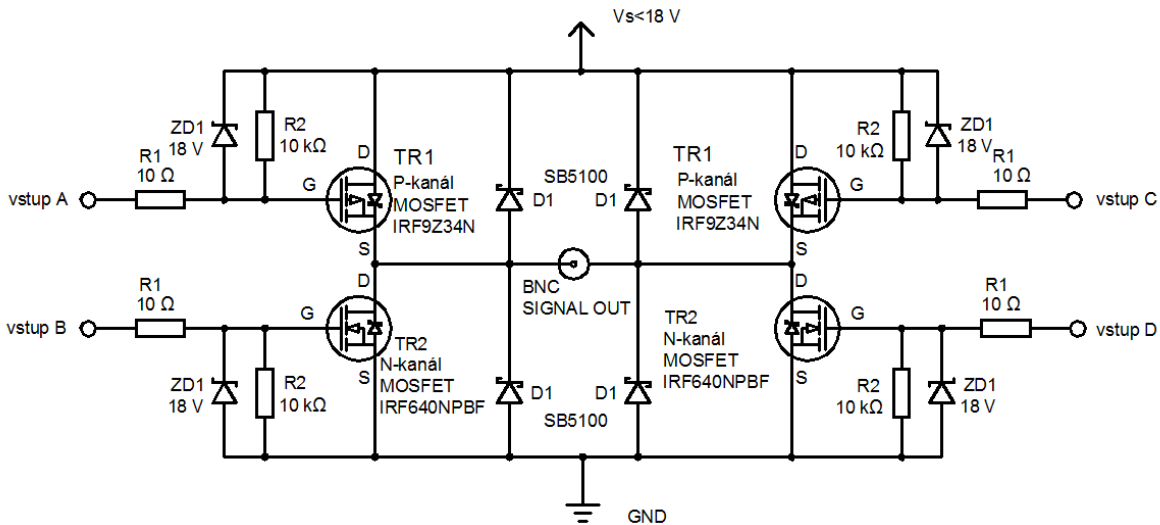 Vs<18 V
ZD1
18 V
R2
10 kΩ
R1
10 Ω
vstup A
G
D
S
TR1
P-kanál
MOSFET
IRF9Z34N
SB5100
D1
D1
TR1
P-kanál
MOSFET
IRF9Z34N
D
G
S
R2
10 kΩ
ZD1
18 V
R1
10 Ω
vstup C
BNC
SIGNAL OUT
R1
10 Ω
vstup B
G
D
S
ZD1
18 V
R2
10 kΩ
TR2
N-kanál
MOSFET
IRF640NPBF
D1
D1
SB5100
TR2
N-kanál
MOSFET
IRF640NPBF
D
G
S
R2
10 kΩ
ZD1
18 V
R1
10 Ω
vstup D
GND